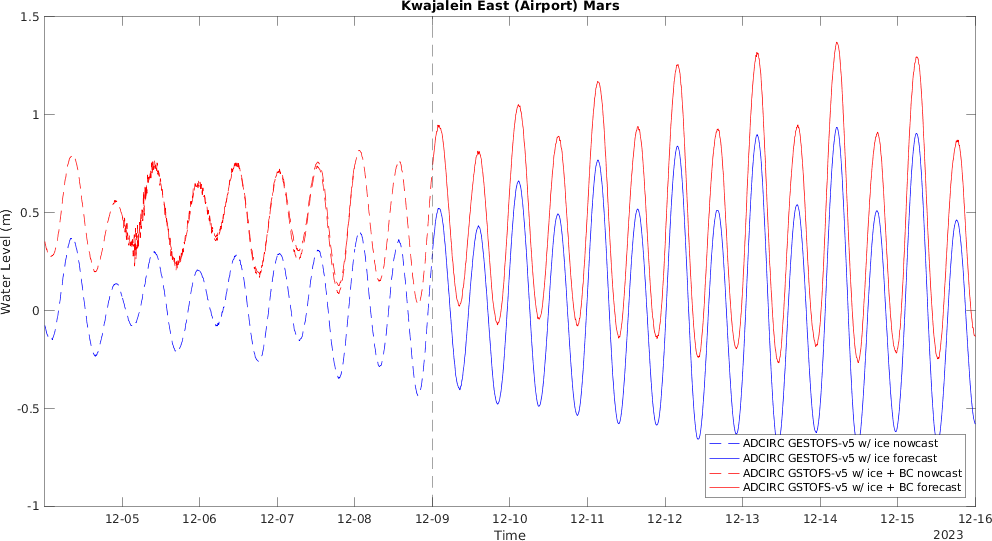 Kwajalein East (Airport) Mars
1.5
1
0.5
0
-0.5
-1
Water Level (m)
ADCIRC GESTOFS-v5 w/ ice nowcast
ADCIRC GESTOFS-v5 w/ ice forecast
ADCIRC GSTOFS-v5 w/ ice + BC nowcast
ADCIRC GSTOFS-v5 w/ ice + BC forecast
12-05 12-06 12-07 12-08 12-09 12-10 12-11 12-12 12-13 12-14 12-15 12-16
Time
2023